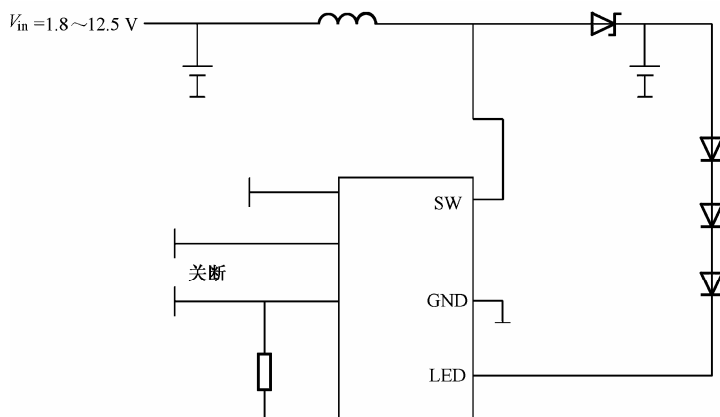 Vin =1.8～12.5 V
SW
关断
GND
LED